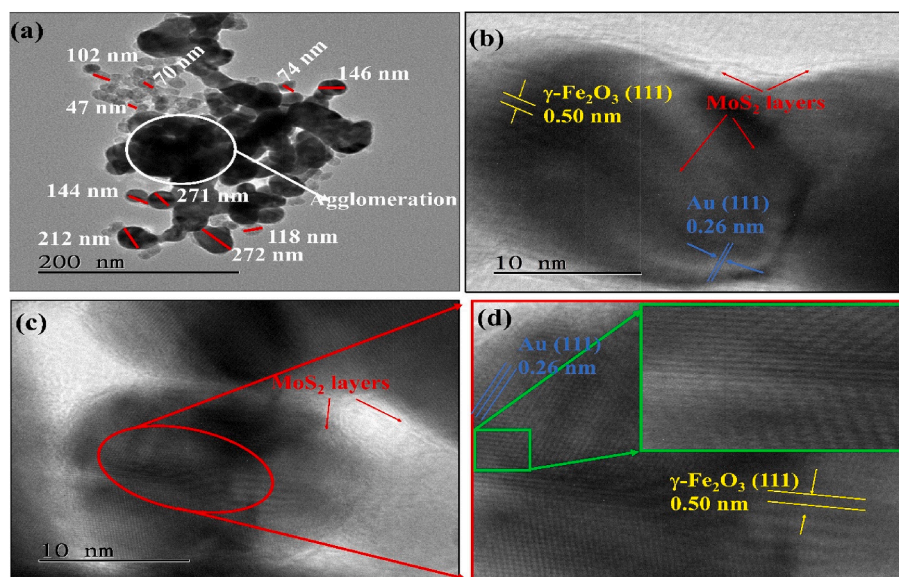 (a)
102 nm
70 nm
74 nm
146 nm
47 nm
144 nm
271 nm
Agglomeration
212 nm
118 nm
272 nm
200 nm
(b)
γ-Fe₂O₃ (111)
0.50 nm
MoS₂ layers
Au (111)
0.26 nm
10 nm
(c)
MoS₂ layers
10 nm
(d)
Au (111)
0.26 nm
γ-Fe₂O₃ (111)
0.50 nm